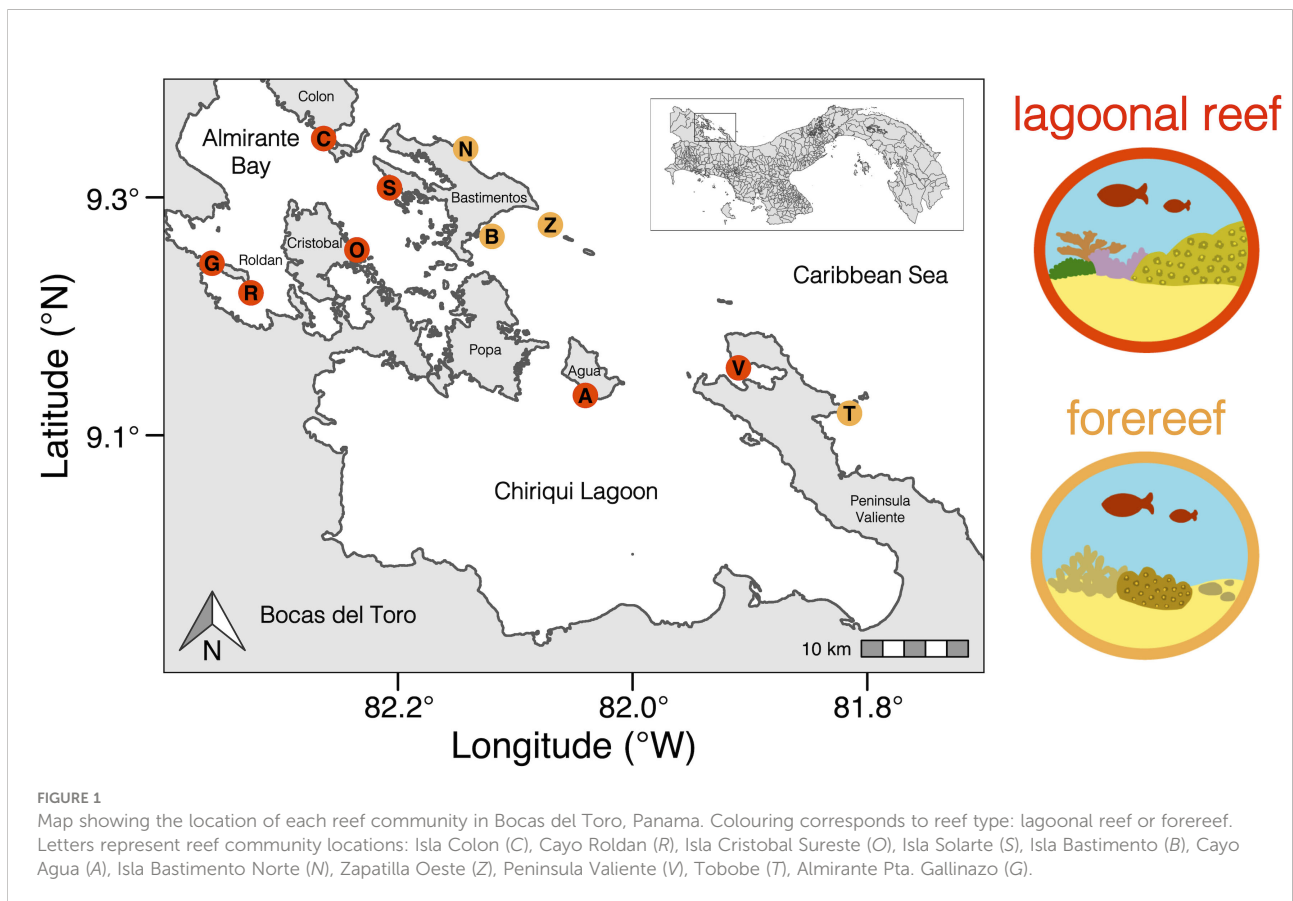 Colon
Almirante
Bay
C
N
S
Bastimentos
Z
B
Cristobal
O
Roldan
G
R
Caribbean Sea
Popa
Agua
A
V
T
Chiriqui Lagoon
Peninsula
Valiente
Bocas del Toro
N
10 km
9.3°
9.1°
Latitude (°N)
82.2°
82.0°
81.8°
Longitude (°W)
lagoonal reef
forereef
FIGURE 1
Map showing the location of each reef community in Bocas del Toro, Panama. Colouring corresponds to reef type: lagoonal reef or forereef.
Letters represent reef community locations: Isla Colon (C), Cayo Roldan (R), Isla Cristobal Sureste (O), Isla Solarte (S), Isla Bastimento (B), Cayo
Agua (A), Isla Bastimento Norte (N), Zapatilla Oeste (Z), Peninsula Valiente (V), Tobobe (T), Almirante Pta. Gallinazo (G).